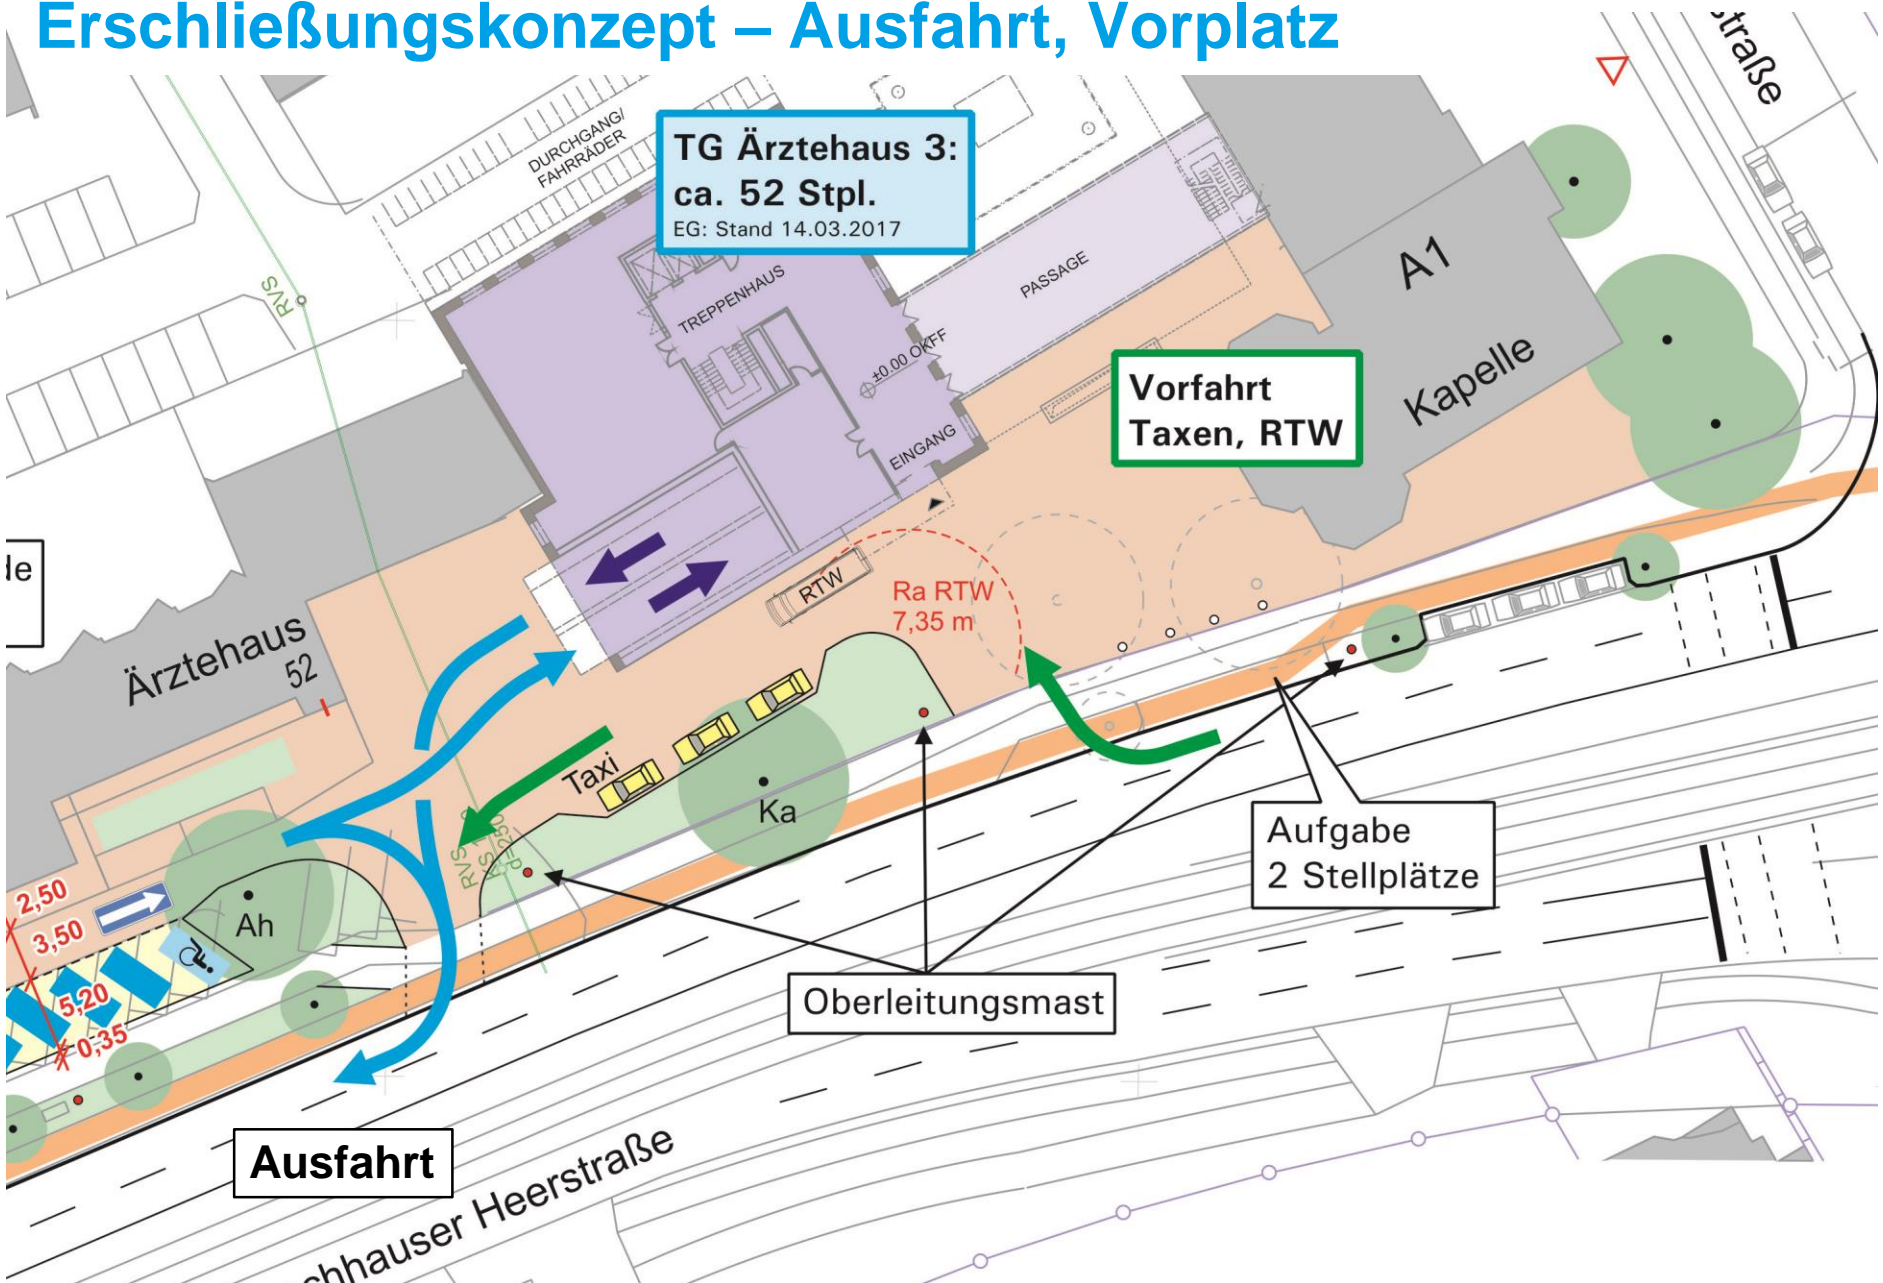 Erschließungskonzept – Ausfahrt, Vorplatz
straße
DURCHGANG/
FAHRRÄDER
TG Ärztehaus 3:
ca. 52 Stpl.
EG: Stand 14.03.2017
RVS
TREPPENHAUS
PASSAGE
A1
Kapelle
±0.00 OKFF
Vorfahrt
Taxen, RTW
EINGANG
de
RTW
Ra RTW
7,35 m
Ärztehaus
52
Taxi
Ka
RVS
d=250
Aufgabe
2 Stellplätze
2,50
3,50
5,20
0,35
Ah
Oberleitungsmast
Ausfahrt
chhauser Heerstraße